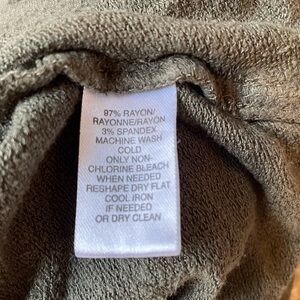 97% RAYON/
RAYONNE/RAYON
3% SPANDEX
MACHINE WASH
COLD
ONLY NON-
CHLORINE BLEACH
WHEN NEEDED
RESHAPE DRY FLAT
COOL IRON
IF NEEDED
OR DRY CLEAN